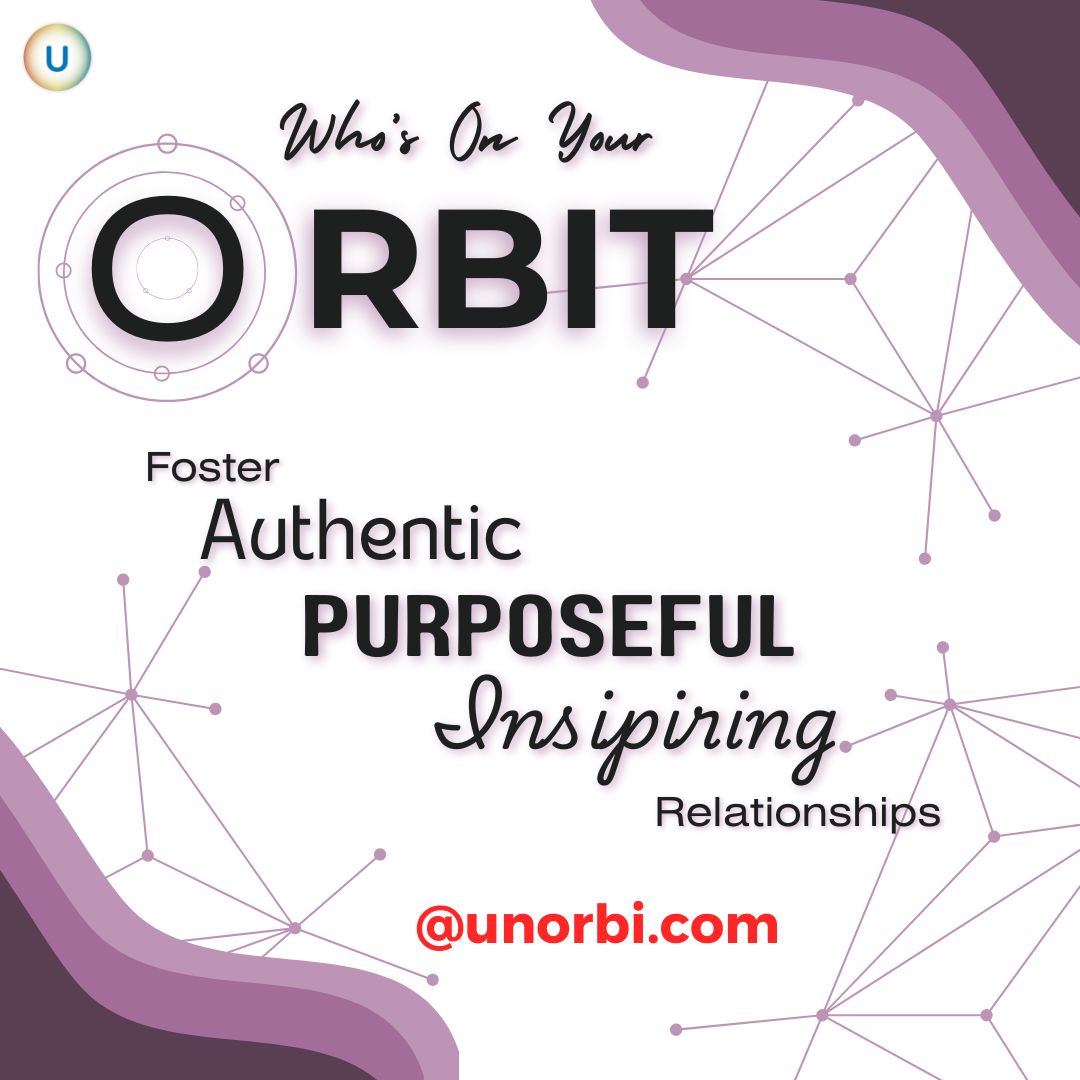 U
Who's On Your
ORBIT
Foster
Authentic
PURPOSEFUL
Insipiring
Relationships
@unorbi.com